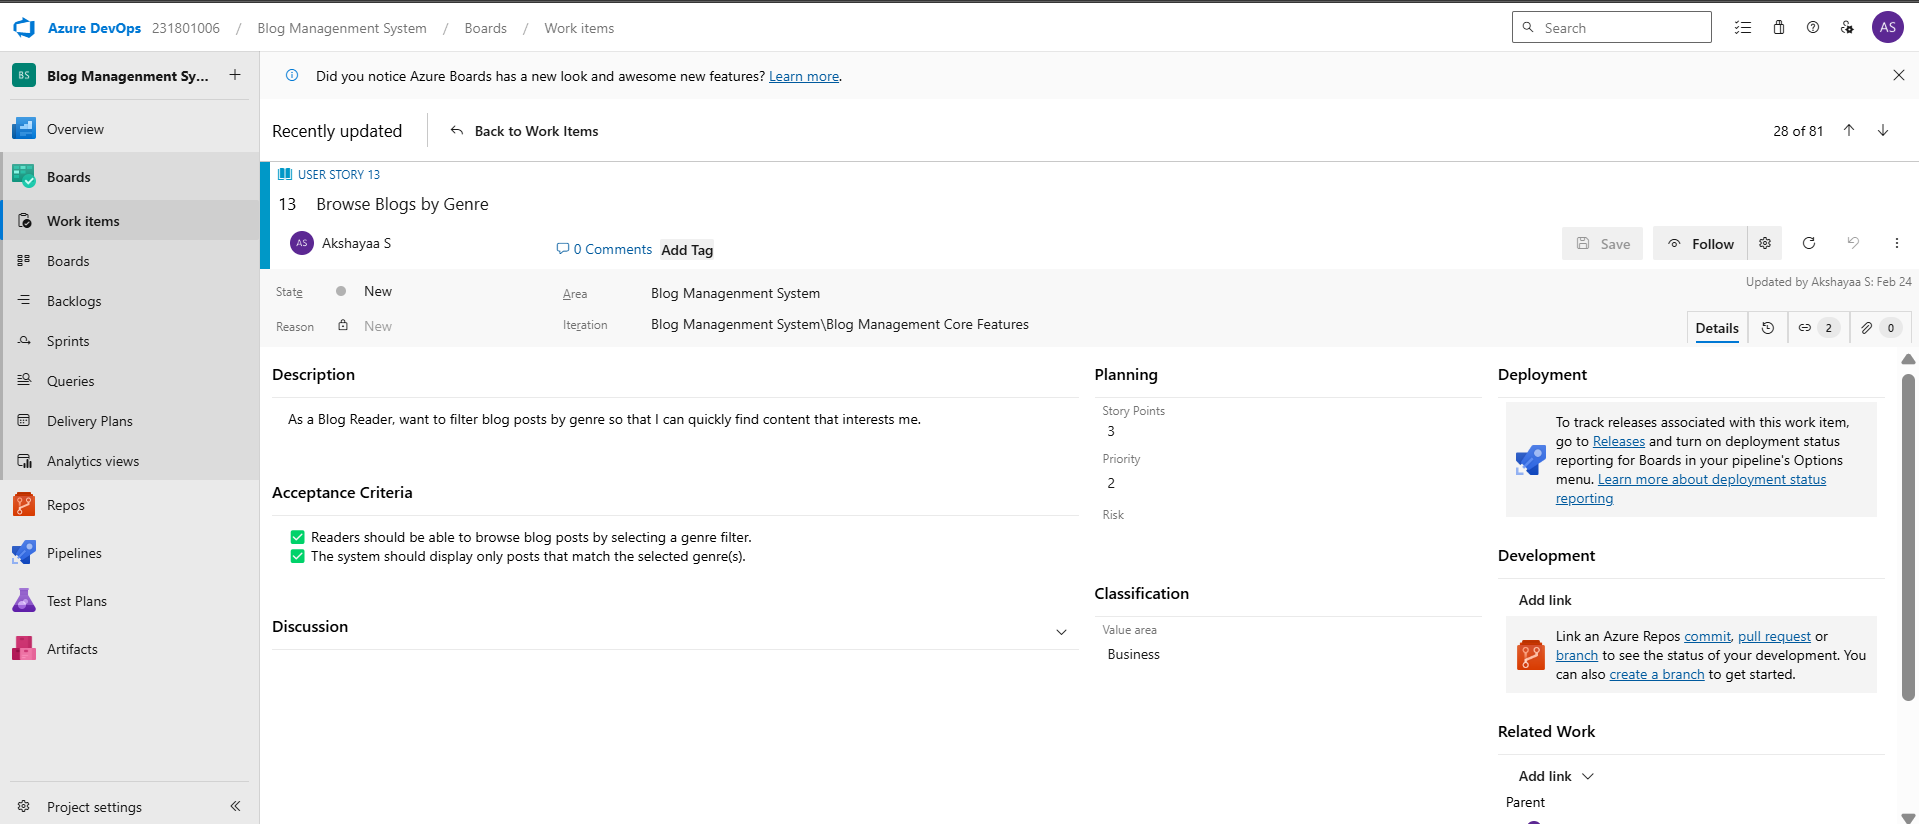 Azure DevOps 231801006 / Blog Managenment System / Boards / Work items
Search
AS
BS Blog Managenment Sy... +
Did you notice Azure Boards has a new look and awesome new features? Learn more.
Overview
Boards
Work items
Boards
Backlogs
Sprints
Queries
Delivery Plans
Analytics views
Repos
Pipelines
Test Plans
Artifacts
Project settings
Recently updated
Back to Work Items
28 of 81
USER STORY 13
13 Browse Blogs by Genre
AS Akshayaa S
0 Comments
Add Tag
Save
Follow
State New
Area Blog Managenment System
Updated by Akshayaa S: Feb 24
Reason New
Iteration Blog Managenment System\Blog Management Core Features
Details
2
0
Description
As a Blog Reader, want to filter blog posts by genre so that I can quickly find content that interests me.
Acceptance Criteria
Readers should be able to browse blog posts by selecting a genre filter.
The system should display only posts that match the selected genre(s).
Discussion
Planning
Story Points
3
Priority
2
Risk
Classification
Value area
Business
Deployment
To track releases associated with this work item,
go to Releases and turn on deployment status
reporting for Boards in your pipeline's Options
menu. Learn more about deployment status
reporting
Development
Add link
Link an Azure Repos commit, pull request or
branch to see the status of your development. You
can also create a branch to get started.
Related Work
Add link
Parent